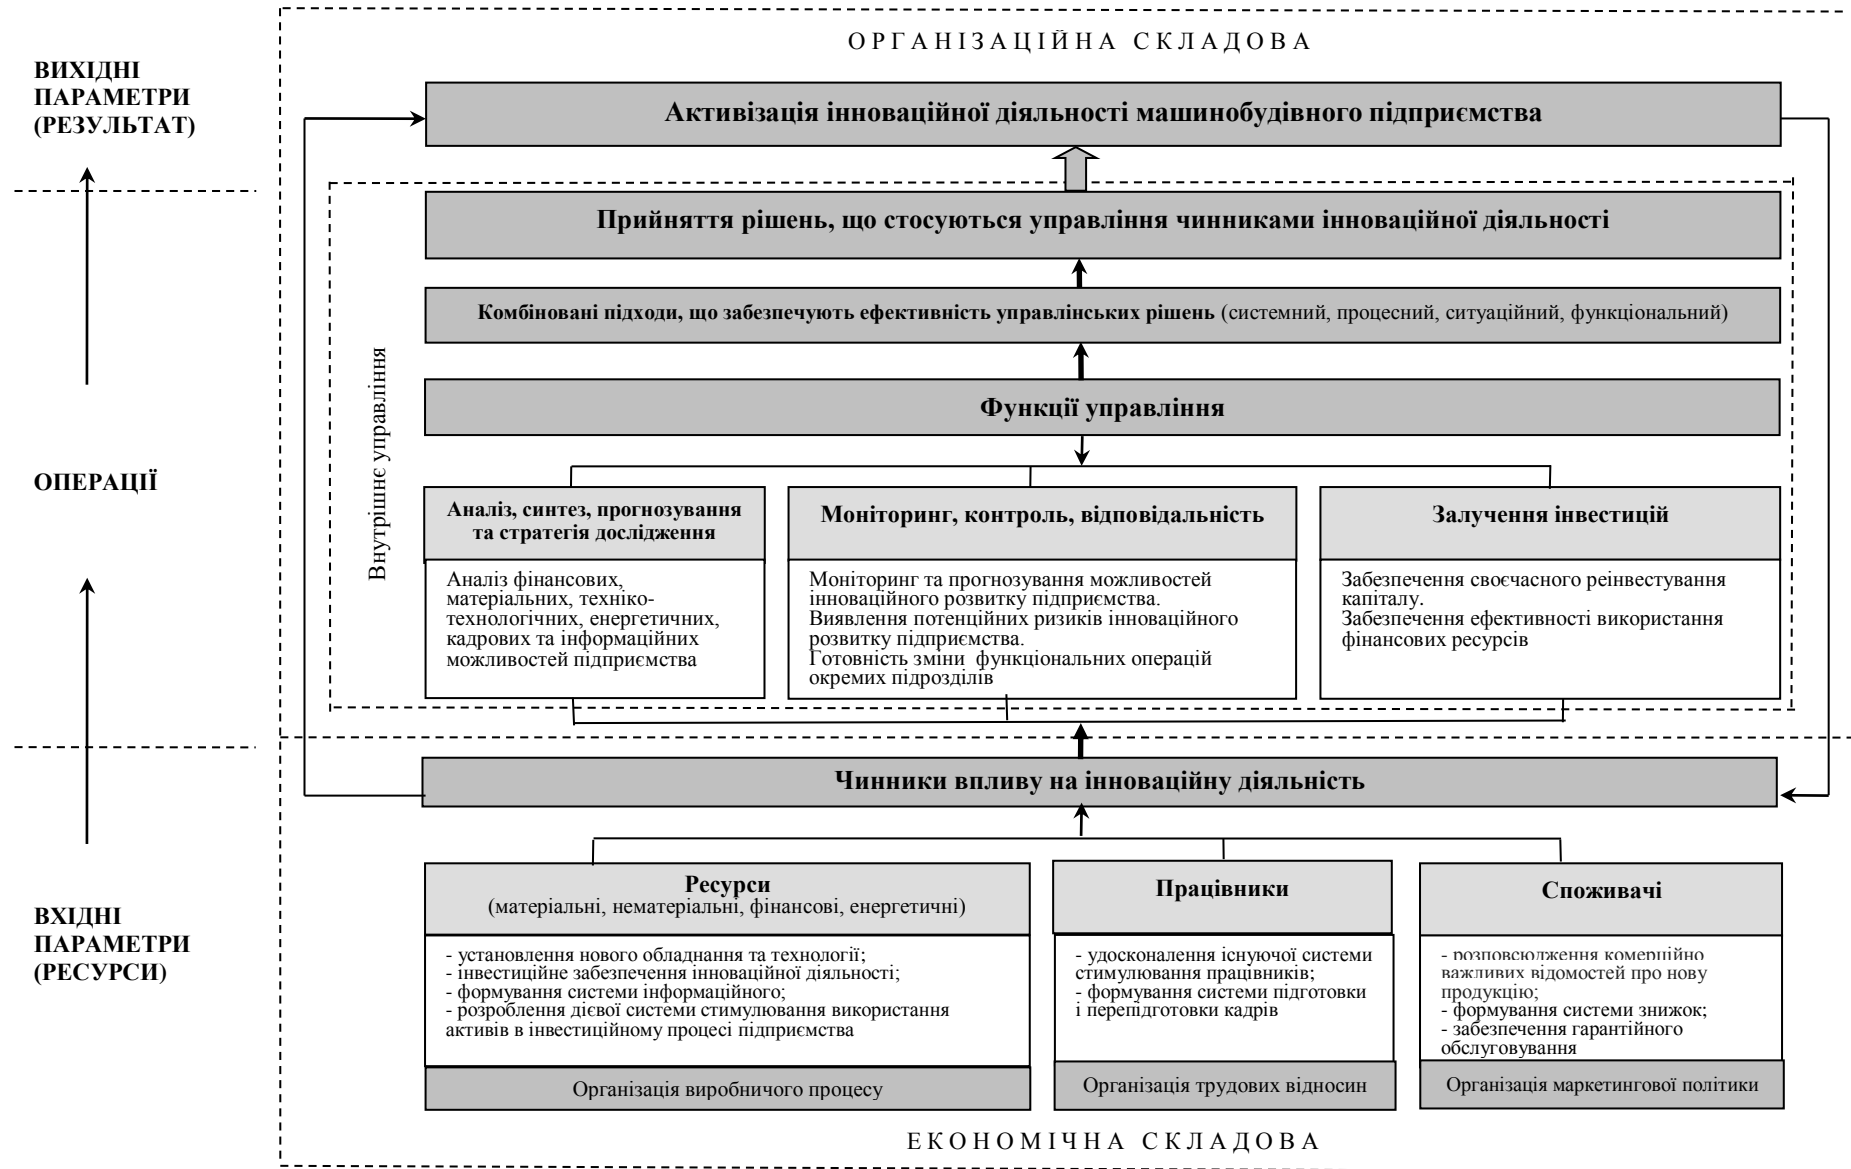 ОРГАНІЗАЦІЙНА СКЛАДОВА
ВИХІДНІ
ПАРАМЕТРИ
(РЕЗУЛЬТАТ)
Активізація інноваційної діяльності машинобудівного підприємства
Прийняття рішень, що стосуються управління чинниками інноваційної діяльності
Комбіновані підходи, що забезпечують ефективність управлінських рішень (системний, процесний, ситуаційний, функціональний)
Внутрішнє управління
Функції управління
ОПЕРАЦІЇ
Аналіз, синтез, прогнозування
та стратегія дослідження
Аналіз фінансових,
матеріальних, техніко-
технологічних, енергетичних,
кадрових та інформаційних
можливостей підприємства
Моніторинг, контроль, відповідальність
Моніторинг та прогнозування можливостей
інноваційного розвитку підприємства.
Виявлення потенційних ризиків інноваційного
розвитку підприємства.
Готовність зміни функціональних операцій
окремих підрозділів
Залучення інвестицій
Забезпечення своєчасного реінвестування
капіталу.
Забезпечення ефективності використання
фінансових ресурсів
Чинники впливу на інноваційну діяльність
ВХІДНІ
ПАРАМЕТРИ
(РЕСУРСИ)
Ресурси
(матеріальні, нематеріальні, фінансові, енергетичні)
- установлення нового обладнання та технології;
- інвестиційне забезпечення інноваційної діяльності;
- формування системи інформаційного;
- розроблення дієвої системи стимулювання використання
активів в інвестиційному процесі підприємства
Організація виробничого процесу
Працівники
- удосконалення існуючої системи
стимулювання працівників;
- формування системи підготовки
і перепідготовки кадрів
Організація трудових відносин
Споживачі
- розповсюдження комерційно
важливих відомостей про нову
продукцію;
- формування системи знижок;
- забезпечення гарантійного
обслуговування
Організація маркетингової політики
ЕКОНОМІЧНА СКЛАДОВА